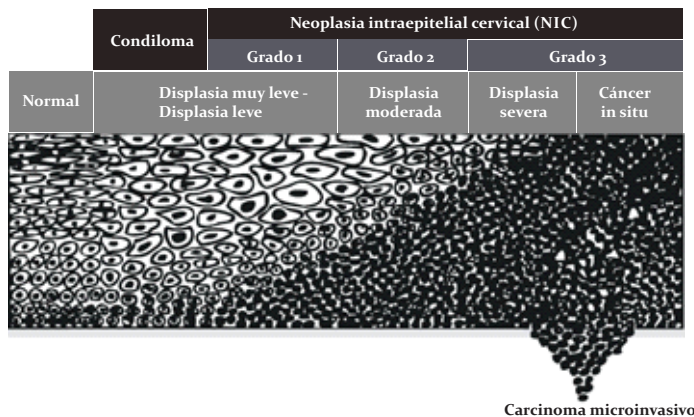 Neoplasia intraepitelial cervical (NIC)
Condiloma
Grado 1
Grado 2
Grado 3
Normal
Displasia muy leve -
Displasia leve
Displasia
moderada
Displasia
severa
Cáncer
in situ
Carcinoma microinvasivo